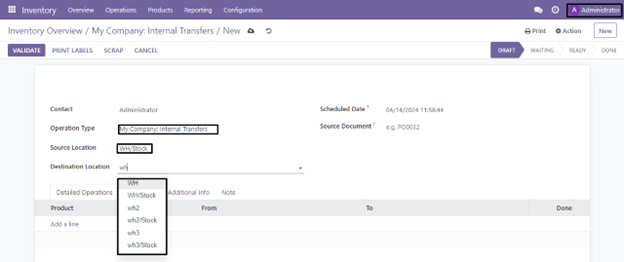 Inventory Overview Operations Products Reporting Configuration A Administrator
Inventory Overview / My Company: Internal Transfers / New Print Action New
VALIDATE PRINT LABELS SCRAP CANCEL DRAFT WAITING READY DONE
Contact Administrator Scheduled Date ? 04/14/2024 11:58:44
Operation Type My Company: Internal Transfers Source Document ? e.g. PO0032
Source Location WH/Stock
Destination Location wh
WH
Detailed Operations WH/Stock Additional Info Note
Product wh2 From To Done
Add a line wh2/Stock
wh3
wh3/Stock